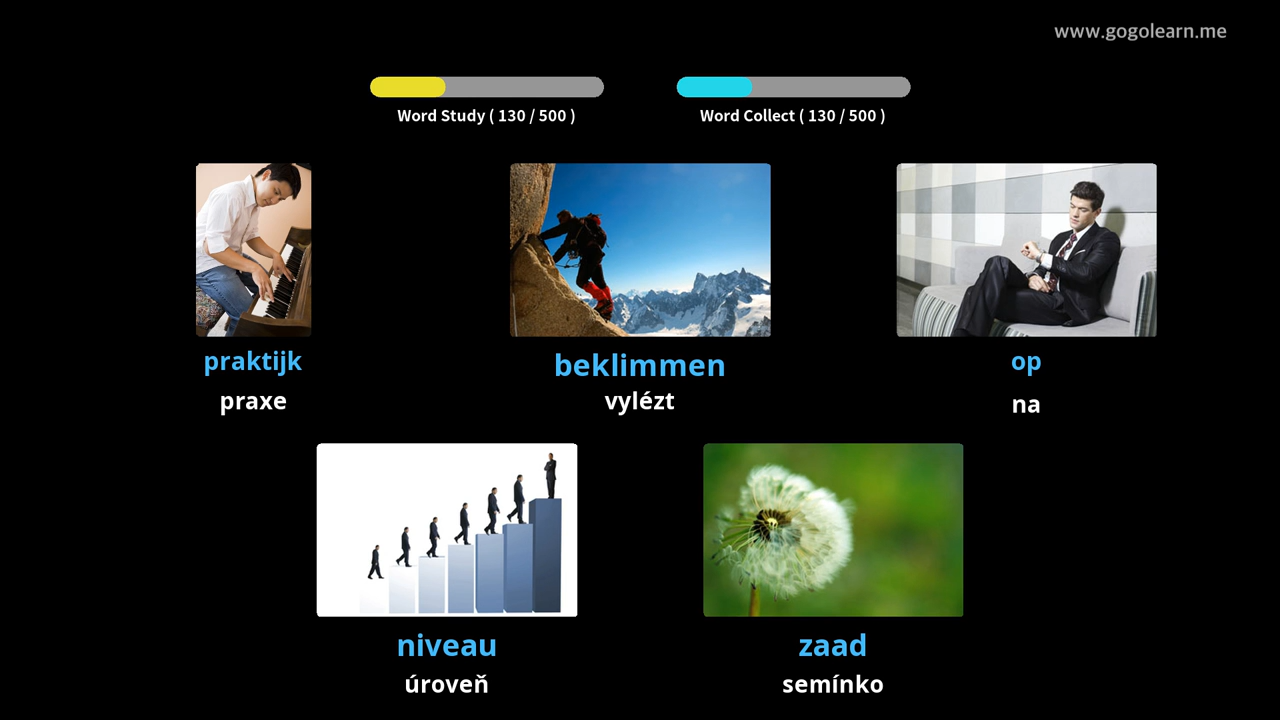 www.gogolearn.me
Word Study ( 130 / 500 )
Word Collect ( 130 / 500 )
praktijk
praxe
beklimmen
vylézt
op
na
niveau
úroveň
zaad
semínko